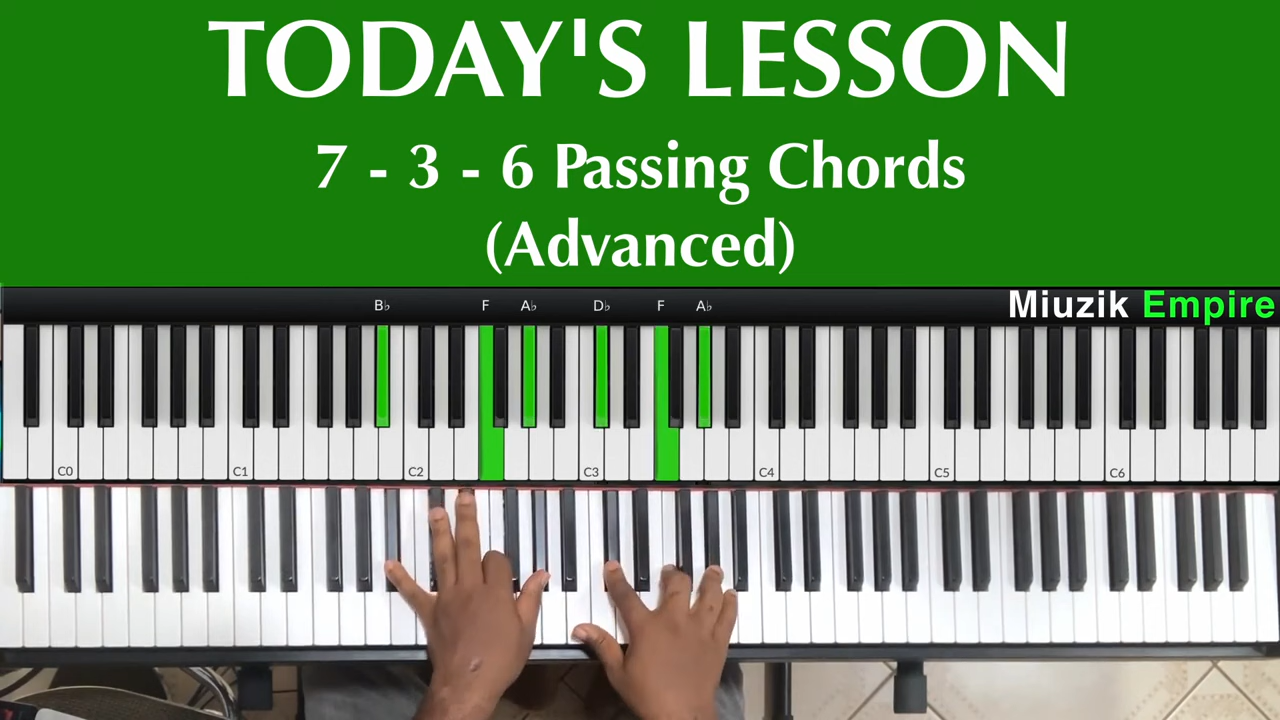 TODAY'S LESSON
7 - 3 - 6 Passing Chords
(Advanced)
B♭ F A♭ D♭ F A♭
Miuzik Empire
C0 C1 C2 C3 C4 C5 C6